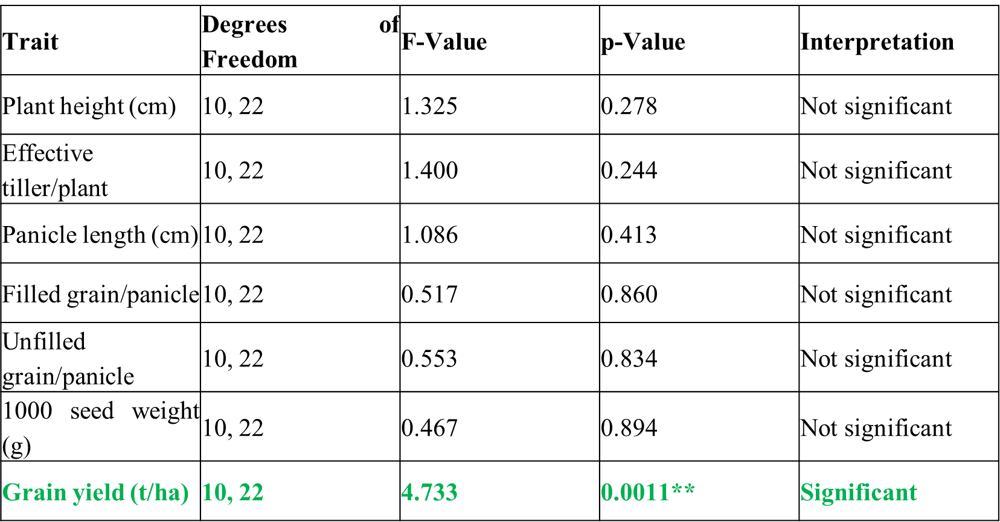 Trait Degrees of Freedom F-Value p-Value Interpretation
Plant height (cm) 10, 22 1.325 0.278 Not significant
Effective tiller/plant 10, 22 1.400 0.244 Not significant
Panicle length (cm) 10, 22 1.086 0.413 Not significant
Filled grain/panicle 10, 22 0.517 0.860 Not significant
Unfilled grain/panicle 10, 22 0.553 0.834 Not significant
1000 seed weight (g) 10, 22 0.467 0.894 Not significant
Grain yield (t/ha) 10, 22 4.733 0.0011** Significant